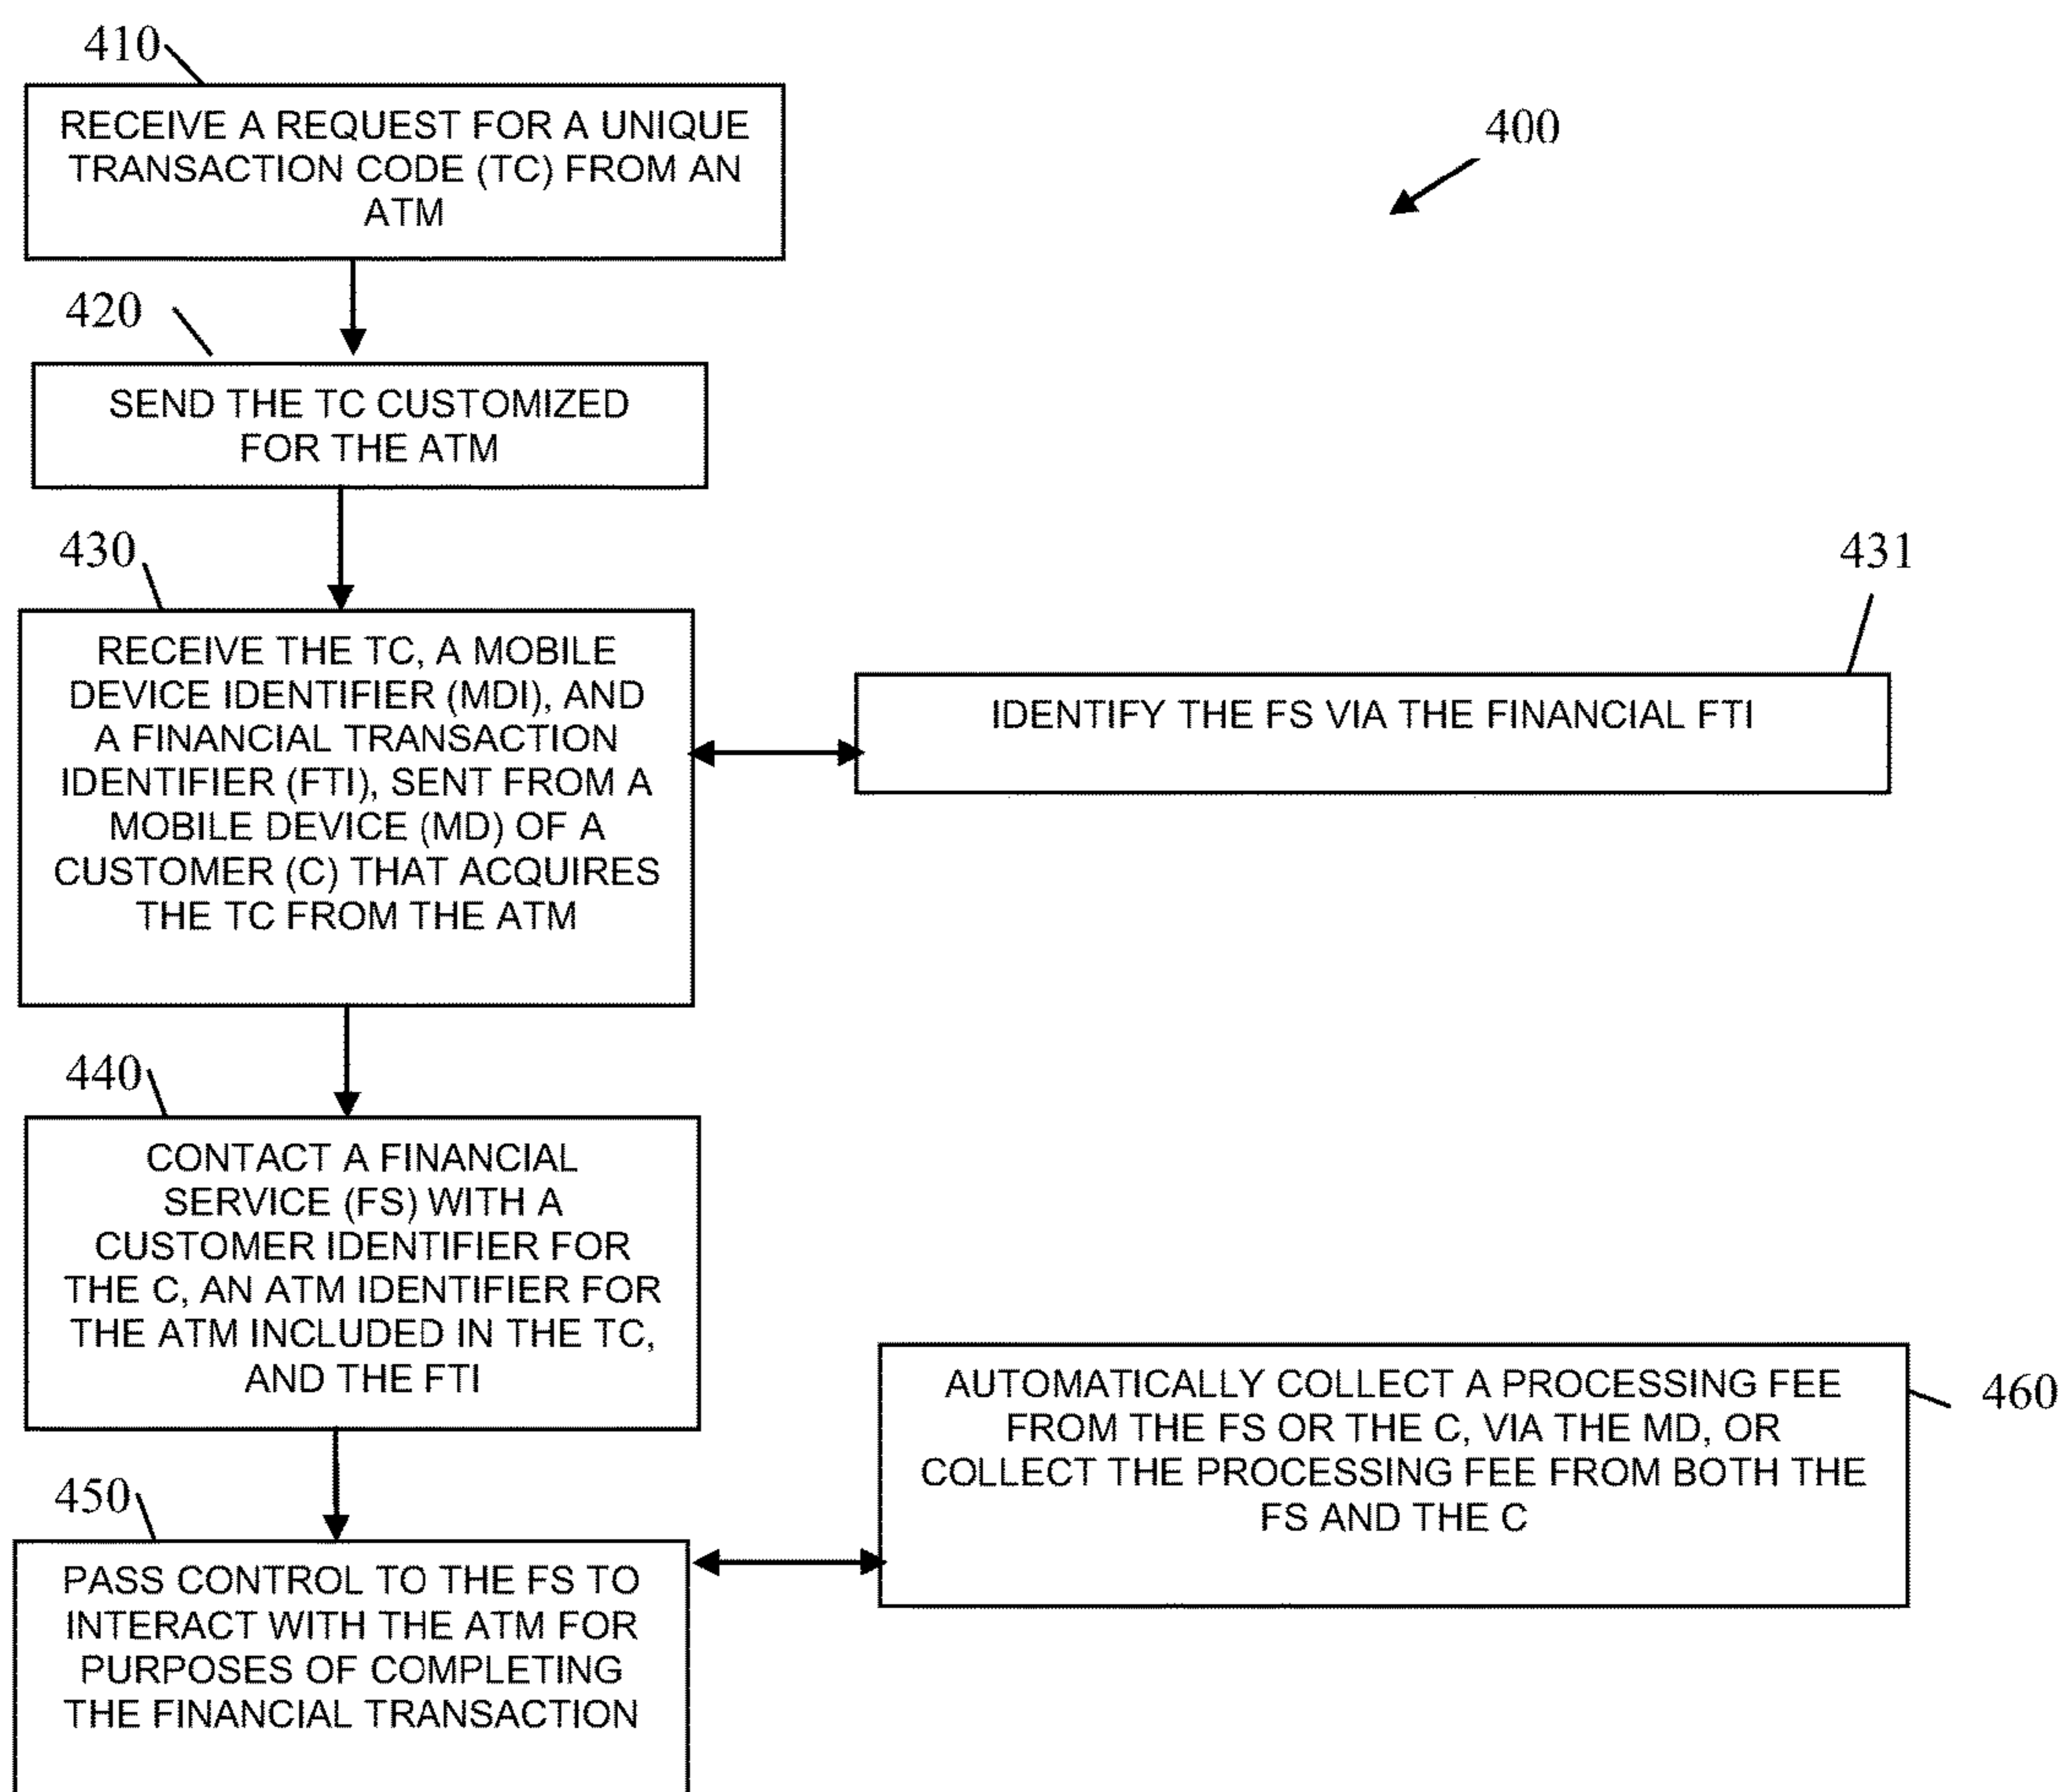 410
RECEIVE A REQUEST FOR A UNIQUE
TRANSACTION CODE (TC) FROM AN
ATM
400
420
SEND THE TC CUSTOMIZED
FOR THE ATM
430
RECEIVE THE TC, A MOBILE
DEVICE IDENTIFIER (MDI), AND
A FINANCIAL TRANSACTION
IDENTIFIER (FTI), SENT FROM A
MOBILE DEVICE (MD) OF A
CUSTOMER (C) THAT ACQUIRES
THE TC FROM THE ATM
431
IDENTIFY THE FS VIA THE FINANCIAL FTI
440
CONTACT A FINANCIAL
SERVICE (FS) WITH A
CUSTOMER IDENTIFIER FOR
THE C, AN ATM IDENTIFIER FOR
THE ATM INCLUDED IN THE TC,
AND THE FTI
450
PASS CONTROL TO THE FS TO
INTERACT WITH THE ATM FOR
PURPOSES OF COMPLETING
THE FINANCIAL TRANSACTION
460
AUTOMATICALLY COLLECT A PROCESSING FEE
FROM THE FS OR THE C, VIA THE MD, OR
COLLECT THE PROCESSING FEE FROM BOTH THE
FS AND THE C